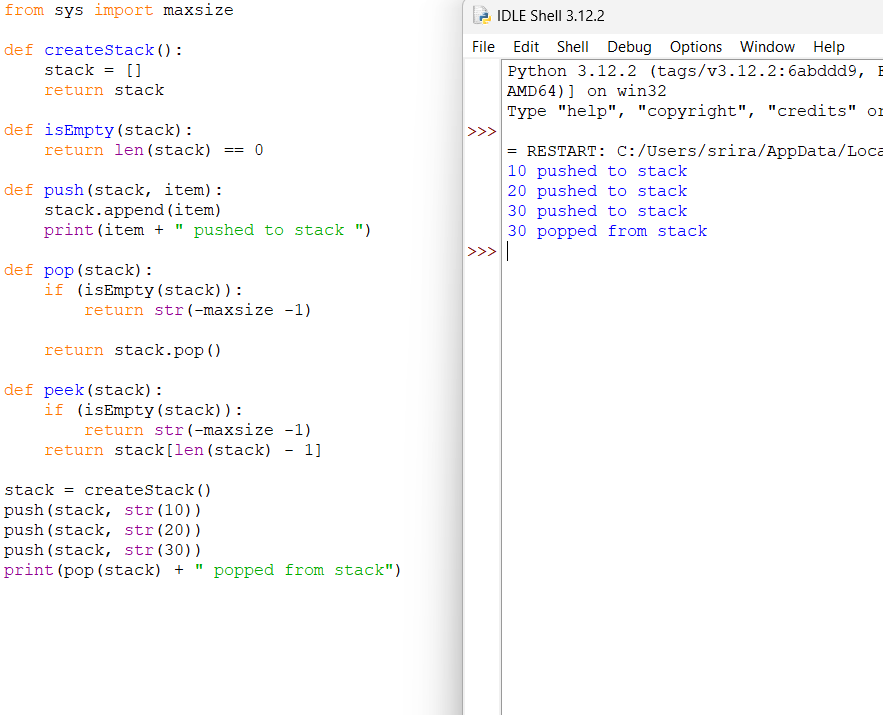 from sys import maxsize
def createStack():
    stack = []
    return stack
def isEmpty(stack):
    return len(stack) == 0
def push(stack, item):
    stack.append(item)
    print(item + " pushed to stack ")
def pop(stack):
    if (isEmpty(stack)):
        return str(-maxsize -1)
    return stack.pop()
def peek(stack):
    if (isEmpty(stack)):
        return str(-maxsize -1)
    return stack[len(stack) - 1]
stack = createStack()
push(stack, str(10))
push(stack, str(20))
push(stack, str(30))
print(pop(stack) + " popped from stack")
IDLE Shell 3.12.2
File Edit Shell Debug Options Window Help
Python 3.12.2 (tags/v3.12.2:6abddd9,
AMD64)] on win32
Type "help", "copyright", "credits" or
>>>
= RESTART: C:/Users/srira/AppData/Loca
10 pushed to stack
20 pushed to stack
30 pushed to stack
30 popped from stack
>>>